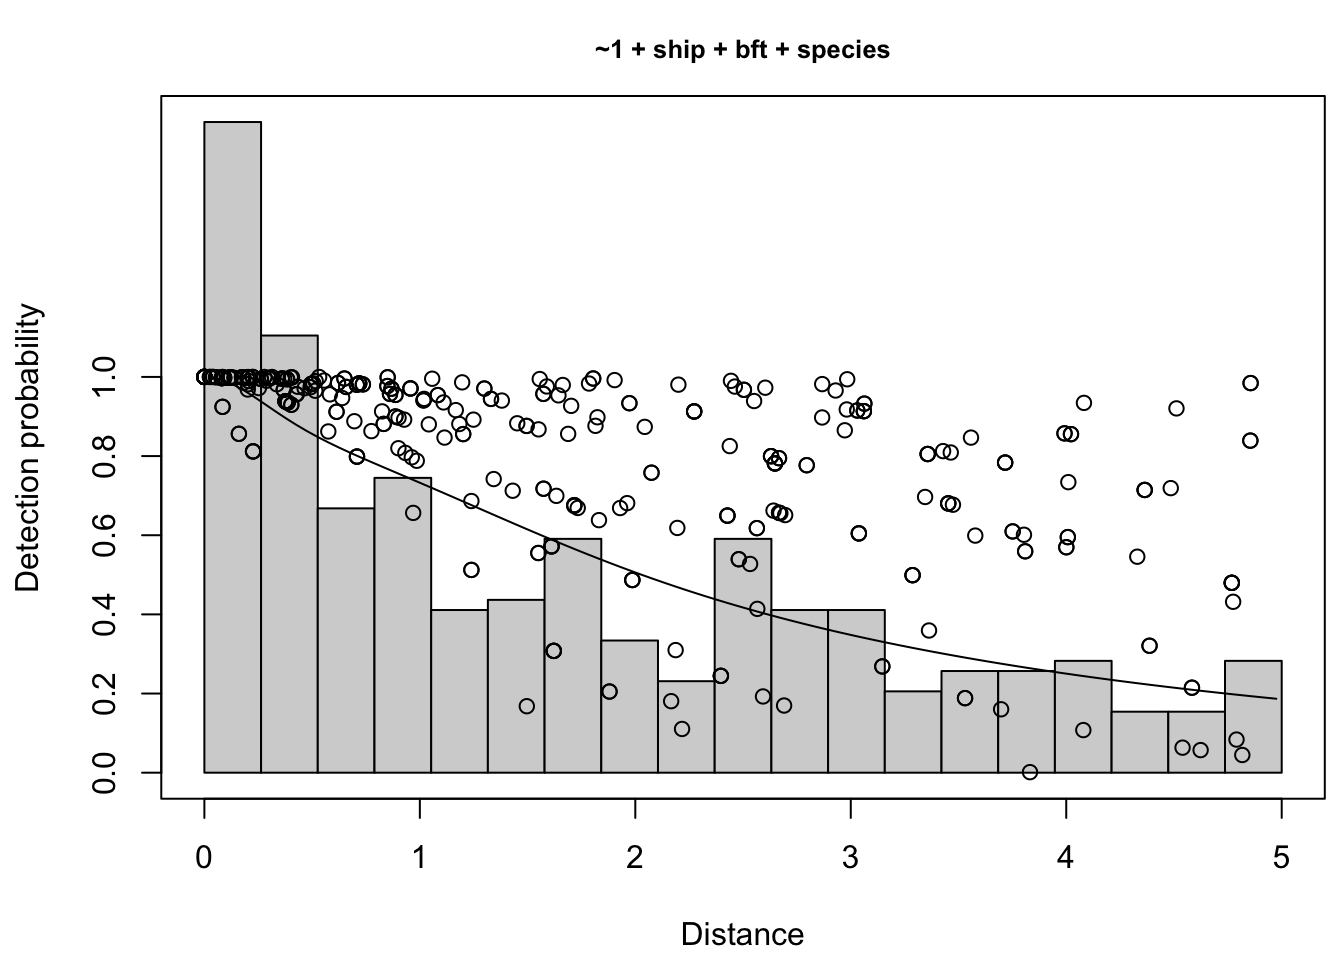 ~1 + ship + bft + species
Detection probability
1.0
0.8
0.6
0.4
0.2
0.0
0 1 2 3 4 5
Distance